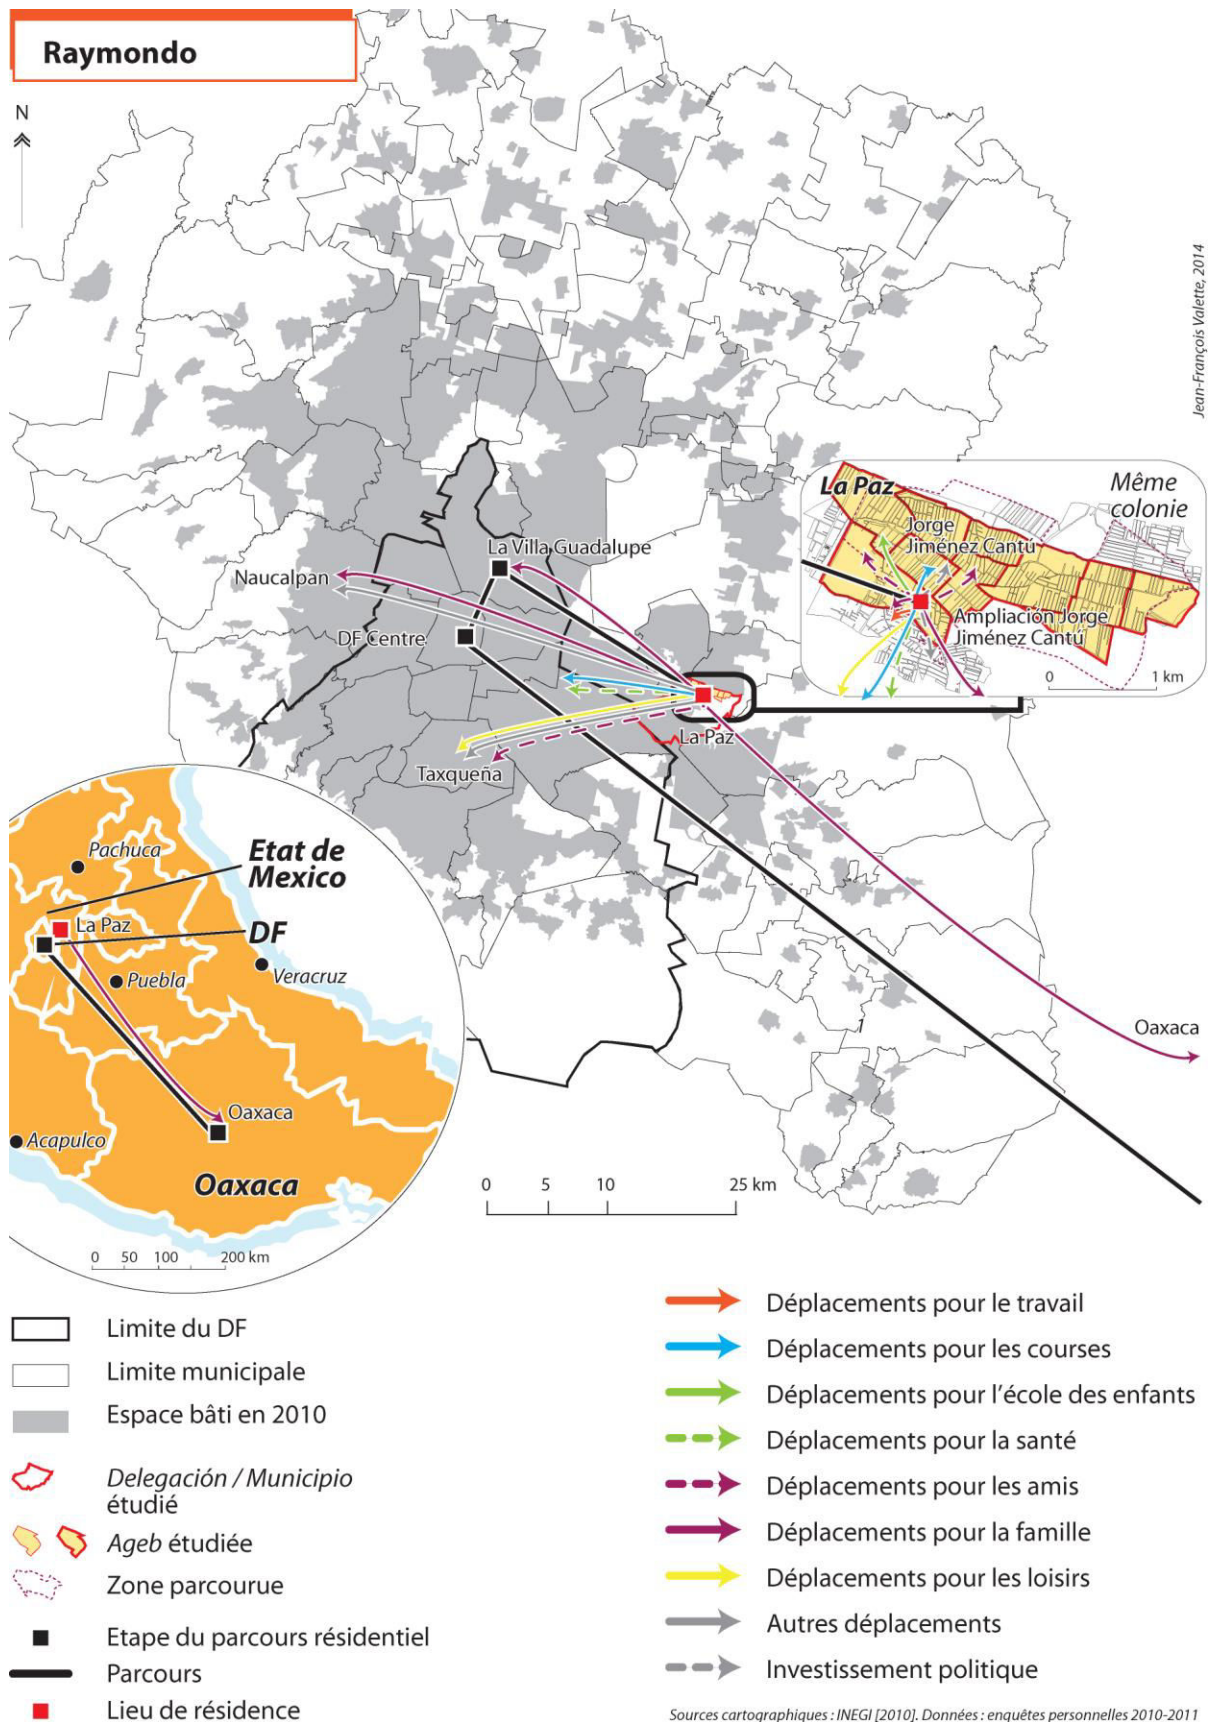 Raymondo
N
Jean-François Valette, 2014
La Paz
Même
colonie
Jorge
Jiménez Cantú
Ampliación Jorge
Jiménez Cantú
0 1 km
La Villa Guadalupe
Naucalpan
DF Centre
La Paz
Taxqueña
Oaxaca
1
Pachuca
Etat de
Mexico
La Paz
DF
Puebla
Veracruz
Oaxaca
Acapulco
Oaxaca
0 50 100 200 km
0 5 10 25 km
Limite du DF
Limite municipale
Espace bâti en 2010
Delegación / Municipio
étudié
Ageb étudiée
Zone parcourue
Etape du parcours résidentiel
Parcours
Lieu de résidence
Déplacements pour le travail
Déplacements pour les courses
Déplacements pour l'école des enfants
Déplacements pour la santé
Déplacements pour les amis
Déplacements pour la famille
Déplacements pour les loisirs
Autres déplacements
Investissement politique
Sources cartographiques : INEGI [2010]. Données : enquêtes personnelles 2010-2011